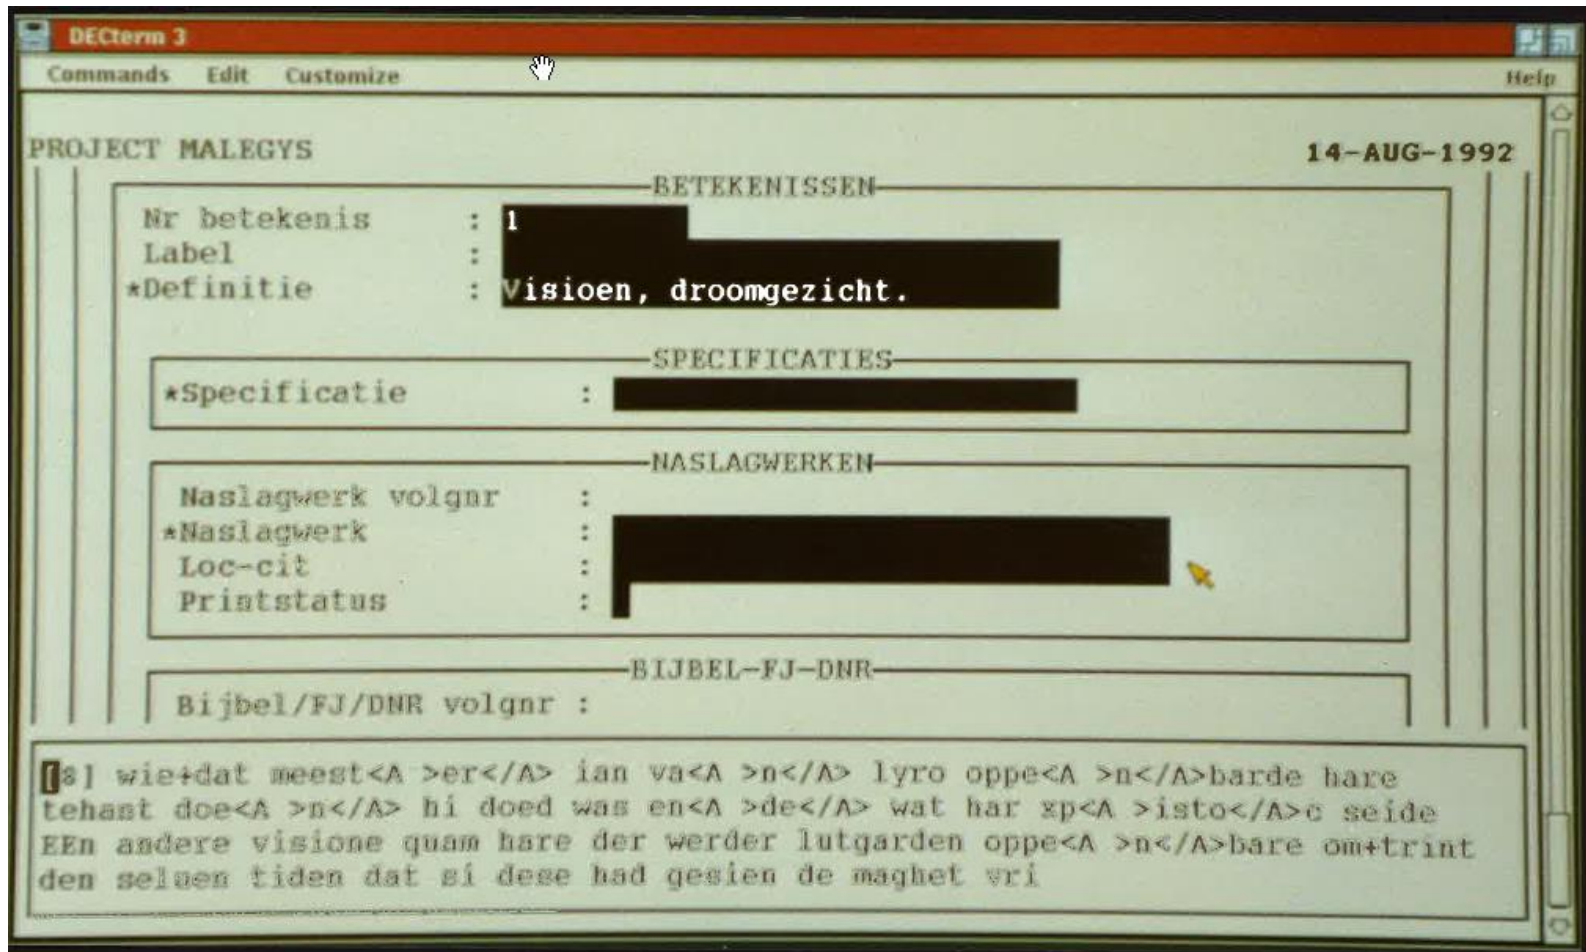 DECterm 3
Commands Edit Customize Help
PROJECT MALEGYS 14-AUG-1992
BETEKENISSEN
Nr betekenis : 1
Label :
*Definitie : Visioen, droomgezicht.
SPECIFICATIES
*Specificatie :
NASLAGWERKEN
Naslagwerk volgnr :
*Naslagwerk :
Loc-cit :
Printstatus :
BIJBEL-FJ-DNR
Bijbel/FJ/DNR volgnr :
[8] wie+dat meest<A >er</A> ian va<A >n</A> lyro oppe<A >n</A>barde hare
tehant doe<A >n</A> hi doed was en<A >de</A> wat har xp<A >isto</A>c seide
EEn andere visione quam hare der werder lutgarden oppe<A >n</A>bare om+trint
den seluen tiden dat si dese had gesien de maghet vri